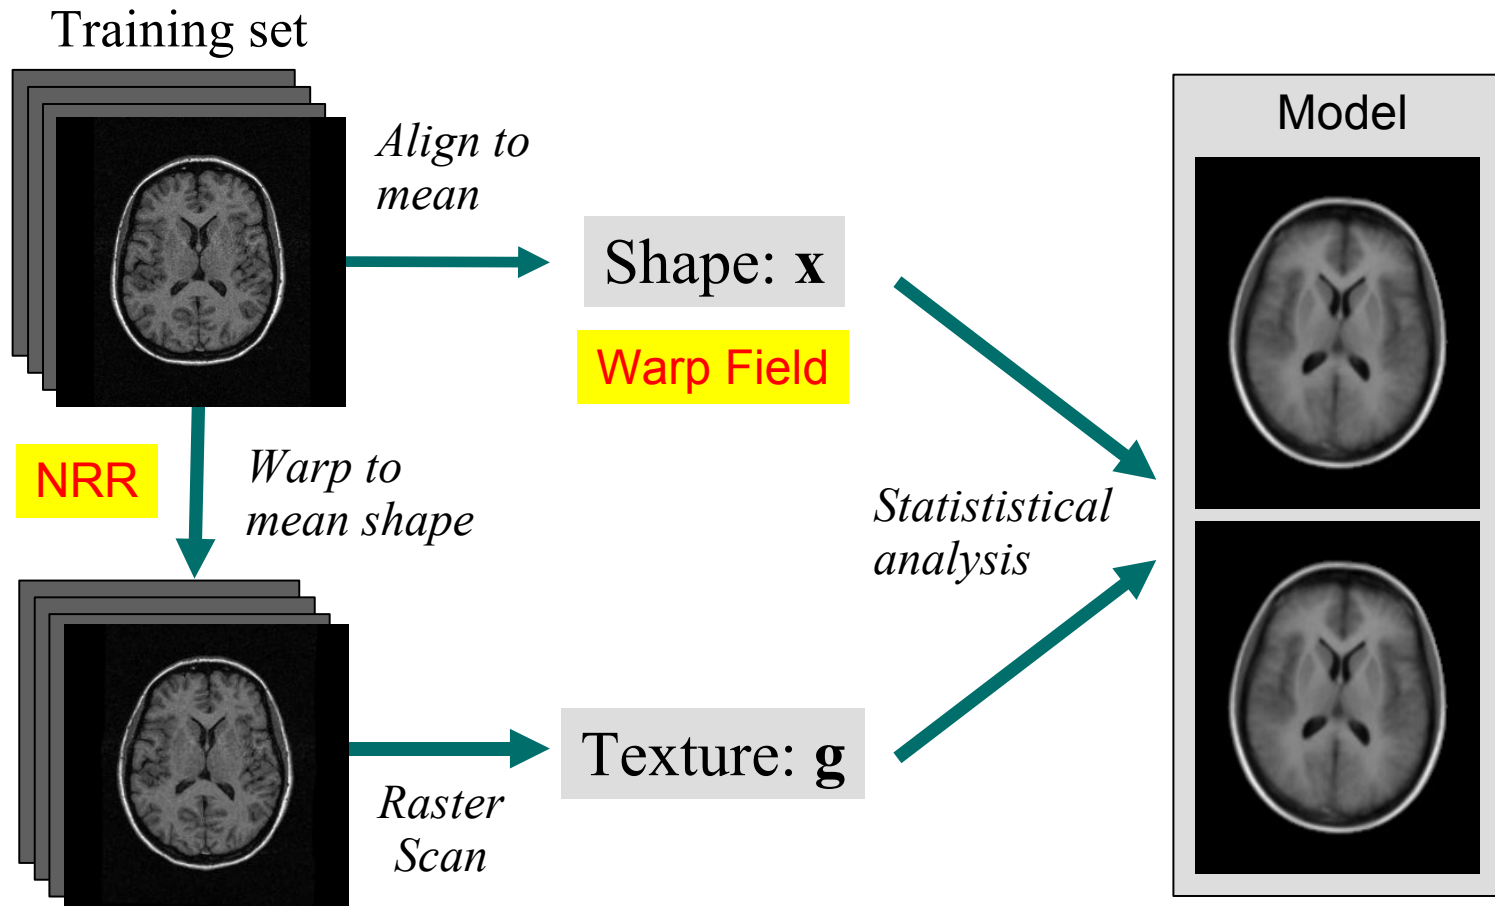 Training set
Align to
mean
Shape: x
Warp Field
NRR
Warp to
mean shape
Raster
Scan
Texture: g
Statististical
analysis
Model